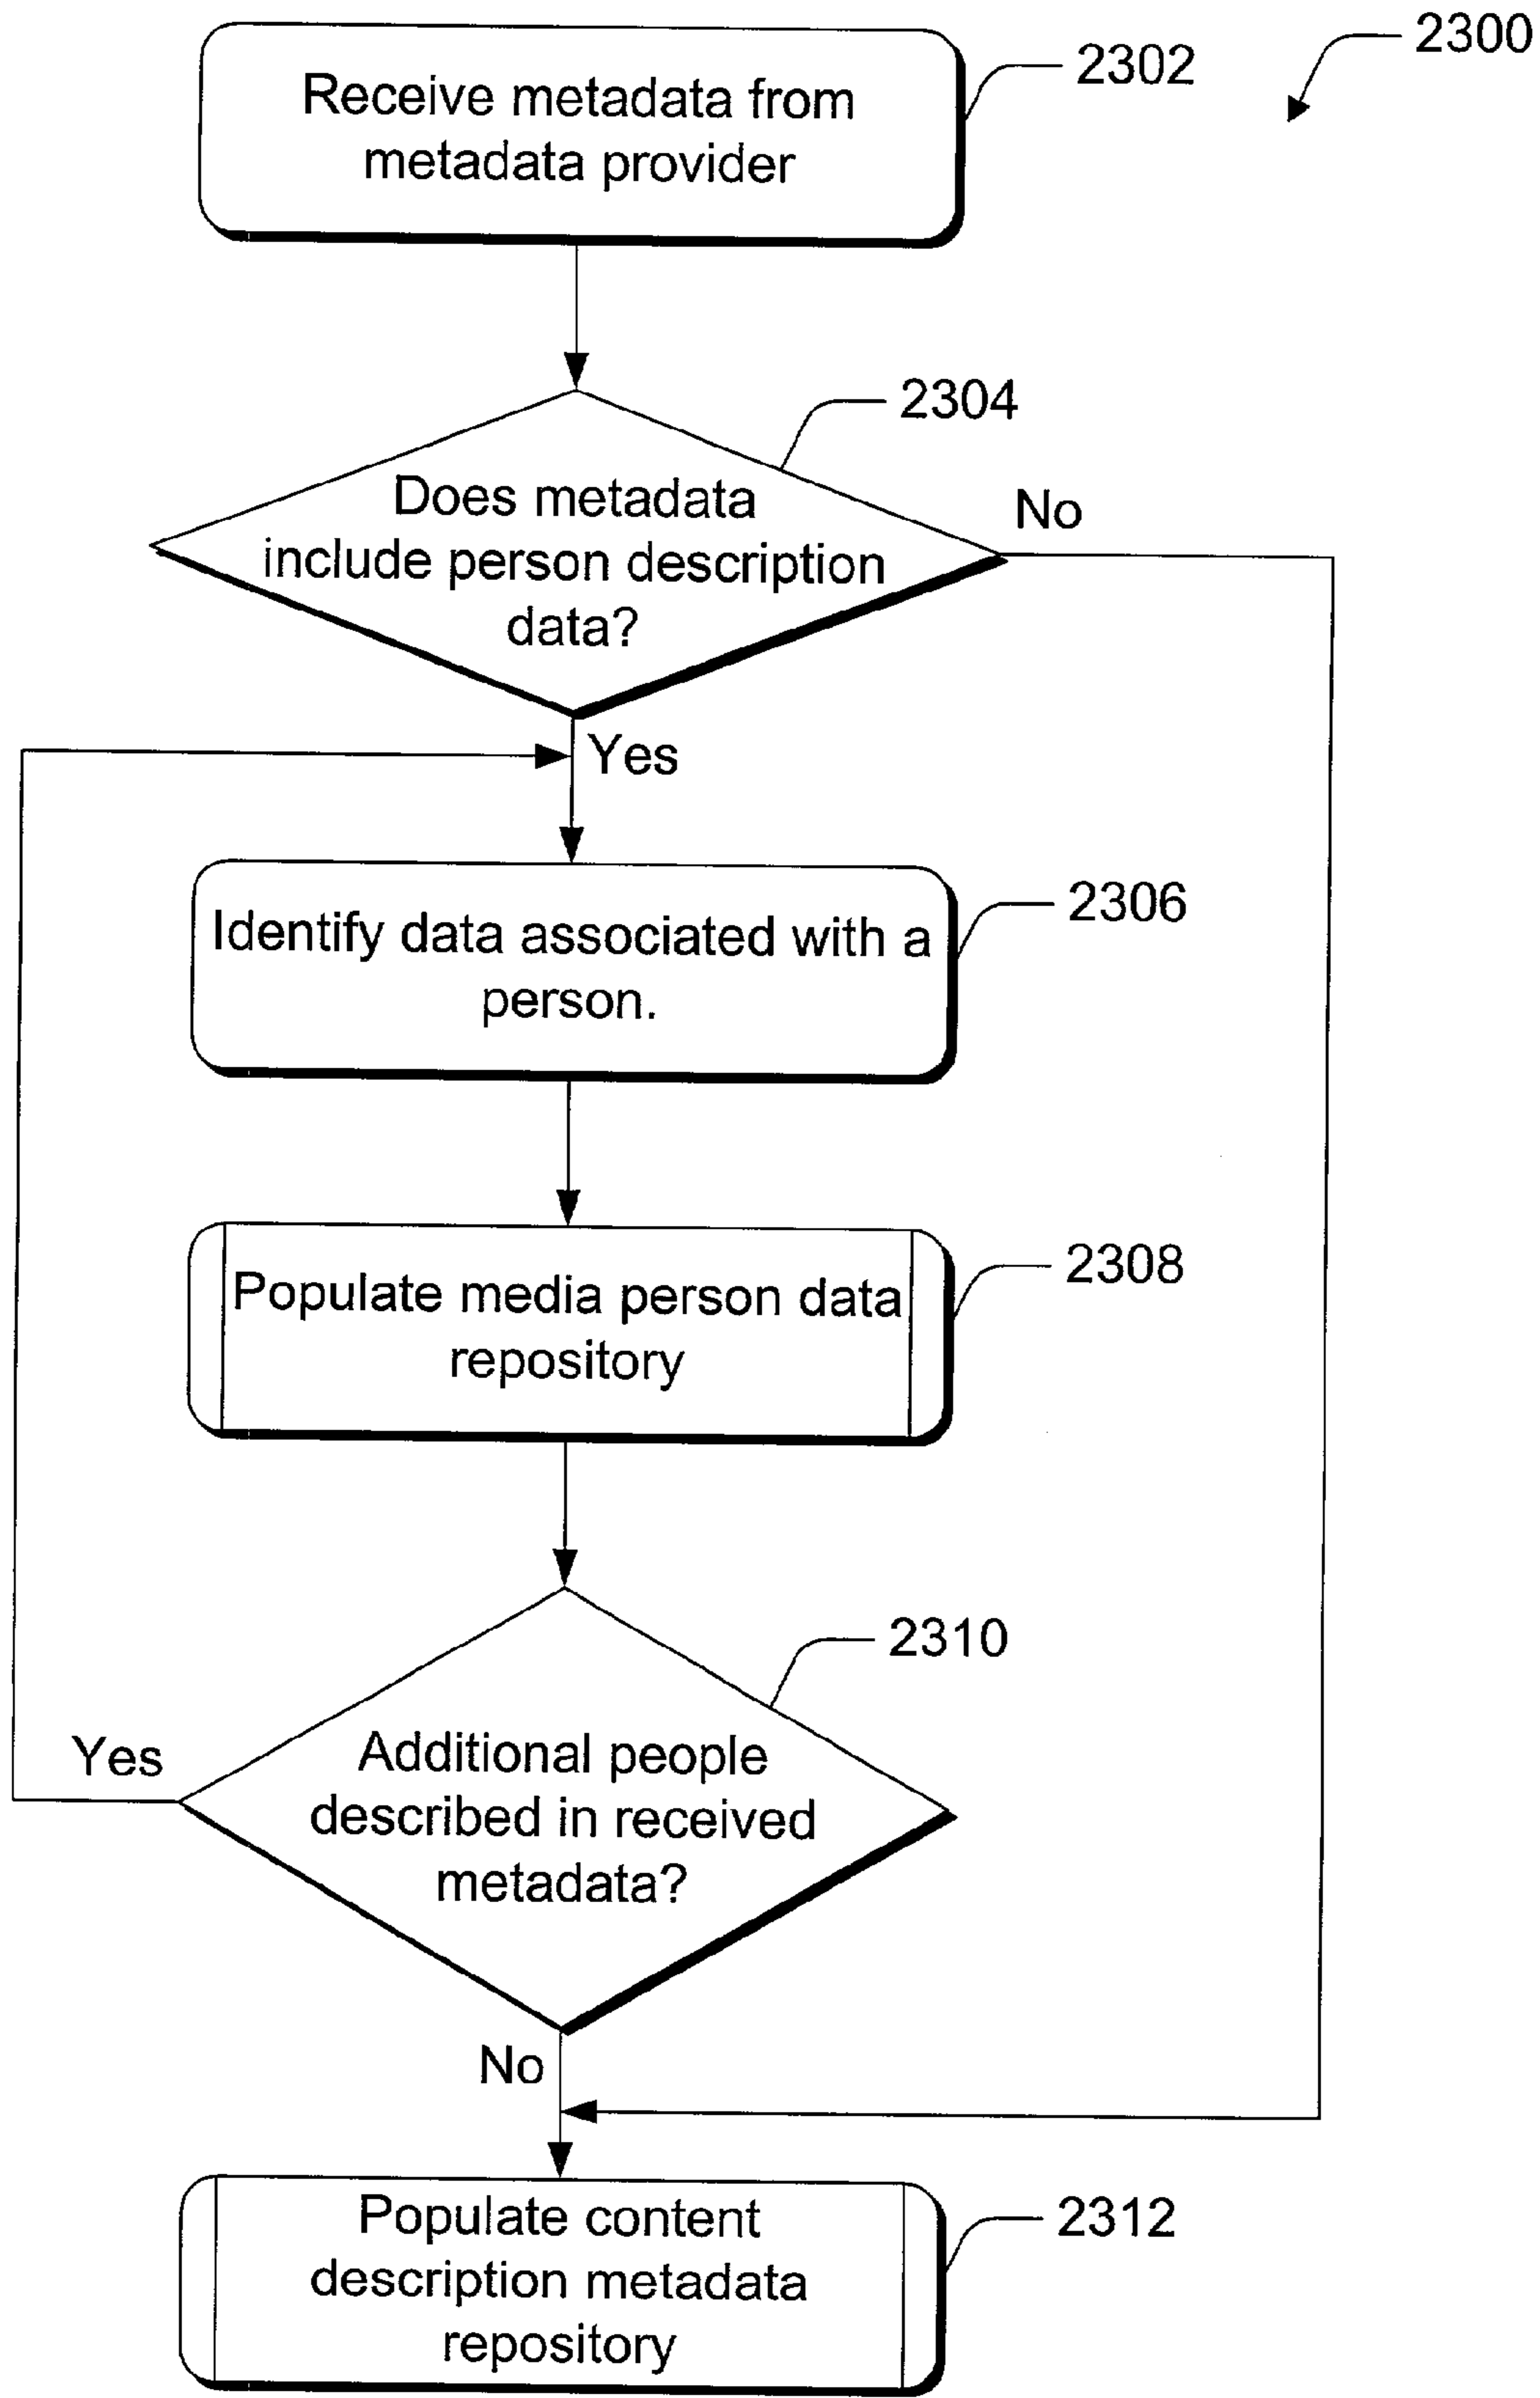 2300
Receive metadata from
metadata provider
2302
2304
Does metadata
include person description
data?
No
Yes
Identify data associated with a
person.
2306
Populate media person data
repository
2308
2310
Additional people
described in received
metadata?
Yes
No
Populate content
description metadata
repository
2312